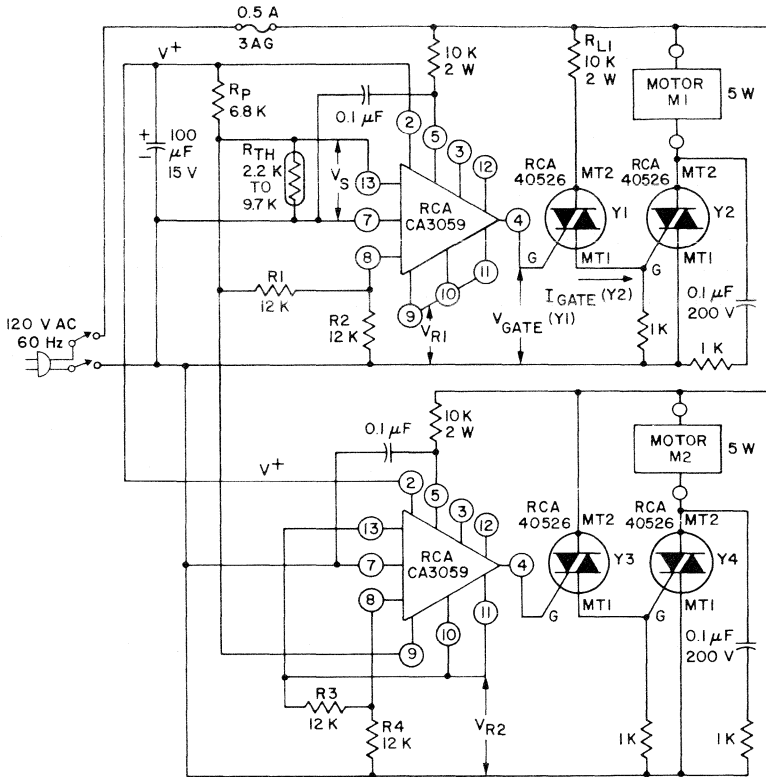 0.5 A
3AG
V+
10 K
2 W
RL1
10 K
2 W
MOTOR
M1
5 W
RP
6.8 K
0.1 μF
+
−
100
μF
15 V
RTH
2.2 K
TO
9.7 K
VS
2
5
3
12
13
7
8
RCA
CA3059
4
9
10
11
RCA
40526
MT2
Y1
MT1
G
RCA
40526
MT2
Y2
MT1
G
IGATE (Y2)
R1
12 K
R2
12 K
VR1
VGATE (Y1)
1K
0.1 μF
200 V
1 K
120 V AC
60 Hz
10 K
2 W
0.1 μF
V+
MOTOR
M2
5 W
2
5
3
12
13
7
8
RCA
CA3059
4
9
10
11
RCA
40526
MT2
Y3
MT1
G
RCA
40526
MT2
Y4
MT1
G
0.1 μF
200 V
R3
12 K
R4
12 K
VR2
1K
1K